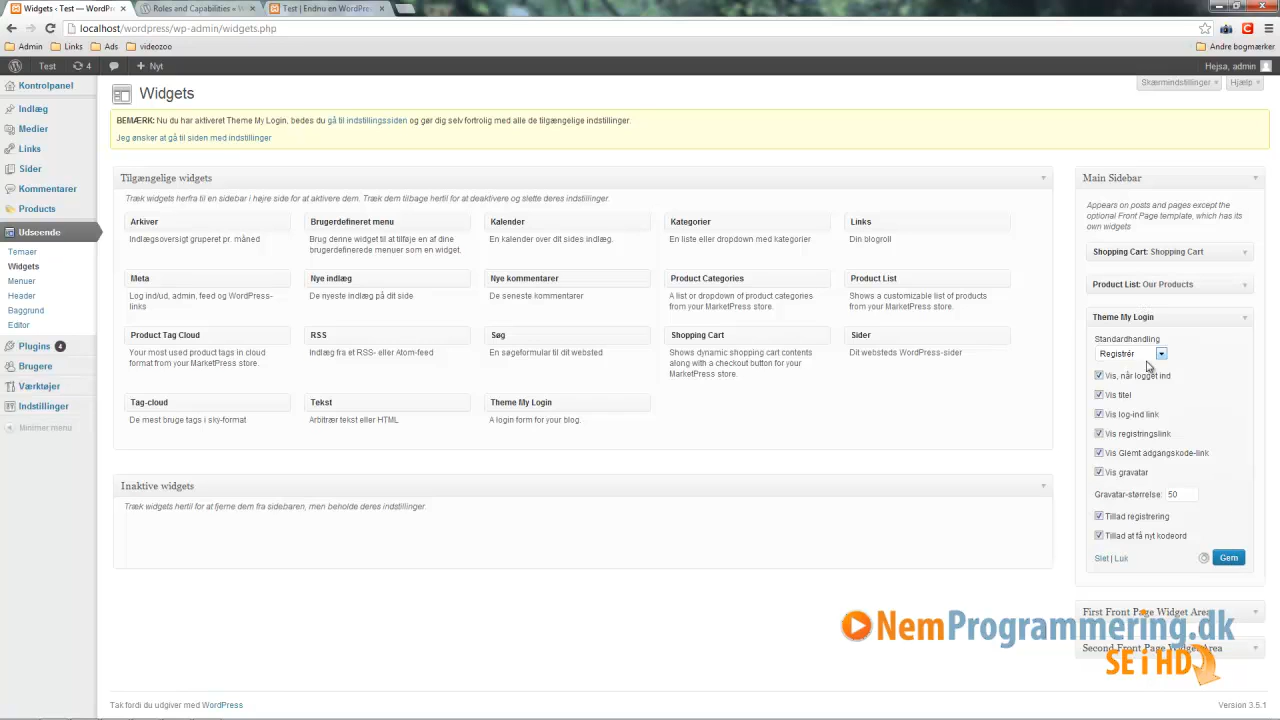 Widgets ‹ Test — WordPr
Roles and Capabilities « W
Test | Endnu en WordPres
localhost/wordpress/wp-admin/widgets.php
Admin
Links
Ads
videozoo
Andre bogmærker
Test
4
Nyt
Hejsa, admin
Kontrolpanel
Indlæg
Medier
Links
Sider
Kommentarer
Products
Udseende
Temaer
Widgets
Menuer
Header
Baggrund
Editor
Plugins 4
Brugere
Værktøjer
Indstillinger
Minimer menu
Skærmindstillinger
Hjælp
Widgets
BEMÆRK: Nu du har aktiveret Theme My Login, bedes du gå til indstillingssiden og gør dig selv fortrolig med alle de tilgængelige indstillinger.
Jeg ønsker at gå til siden med indstillinger
Tilgængelige widgets
Træk widgets herfra til en sidebar i højre side for at aktivere dem. Træk dem tilbage hertil for at deaktivere og slette deres indstillinger.
Arkiver
Indlægsoversigt grupperet pr. måned
Brugerdefineret menu
Brug denne widget til at tilføje en af dine
brugerdefinerede menuer som en widget.
Kalender
En kalender over dit sides indlæg.
Kategorier
En liste eller dropdown med kategorier
Links
Din blogroll
Meta
Log ind/ud, admin, feed og WordPress-
links
Nye indlæg
De nyeste indlæg på dit side
Nye kommentarer
De seneste kommentarer
Product Categories
A list or dropdown of product categories
from your MarketPress store.
Product List
Shows a customizable list of products
from your MarketPress store.
Product Tag Cloud
Your most used product tags in cloud
format from your MarketPress store.
RSS
Indlæg fra et RSS- eller Atom-feed
Søg
En søgeformular til dit websted.
Shopping Cart
Shows dynamic shopping cart contents
along with a checkout button for your
MarketPress store.
Sider
Dit websteds WordPress-sider
Tag-cloud
De mest bruge tags i sky-format
Tekst
Arbitrær tekst eller HTML
Theme My Login
A login form for your blog.
Inaktive widgets
Træk widgets hertil for at fjerne dem fra sidebaren, men beholde deres indstillinger.
Main Sidebar
Appears on posts and pages except the
optional Front Page template, which has its
own widgets
Shopping Cart: Shopping Cart
Product List: Our Products
Theme My Login
Standardhandling
Registrér
Vis, når logget ind
Vis titel
Vis log-ind link
Vis registringslink
Vis Glemt adgangskode-link
Vis gravatar
Gravatar-størrelse: 50
Tillad registrering
Tillad at få nyt kodeord
Slet | Luk
Gem
First Front Page Widget Area
Second Front Page Widget Area
NemProgrammering.dk
SE i HD
Tak fordi du udgiver med WordPress
Version 3.5.1